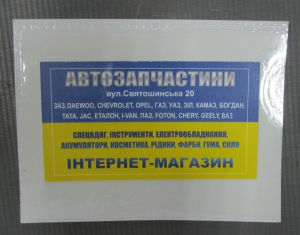 АВТОЗАПЧАСТИНИ
вул.Святошинська 20
ЗАЗ,DAEWOO, CHEVROLET, OPEL, ГАЗ, УАЗ, ЗІЛ, КАМАЗ, БОГДАН,
ТАТА, JAC, ЕТАЛОН, I-VAN, ПАЗ, FOTON, CHERY, GEELY, ВАЗ
СПЕЦОДЯГ, ІНСТРУМЕНТИ, ЕЛЕКТРООБЛАДНАННЯ,
АКУМУЛЯТОРИ, КОСМЕТИКА, РІДИНИ, ФАРБИ, ГУМА, СКЛО
ІНТЕРНЕТ-МАГАЗИН